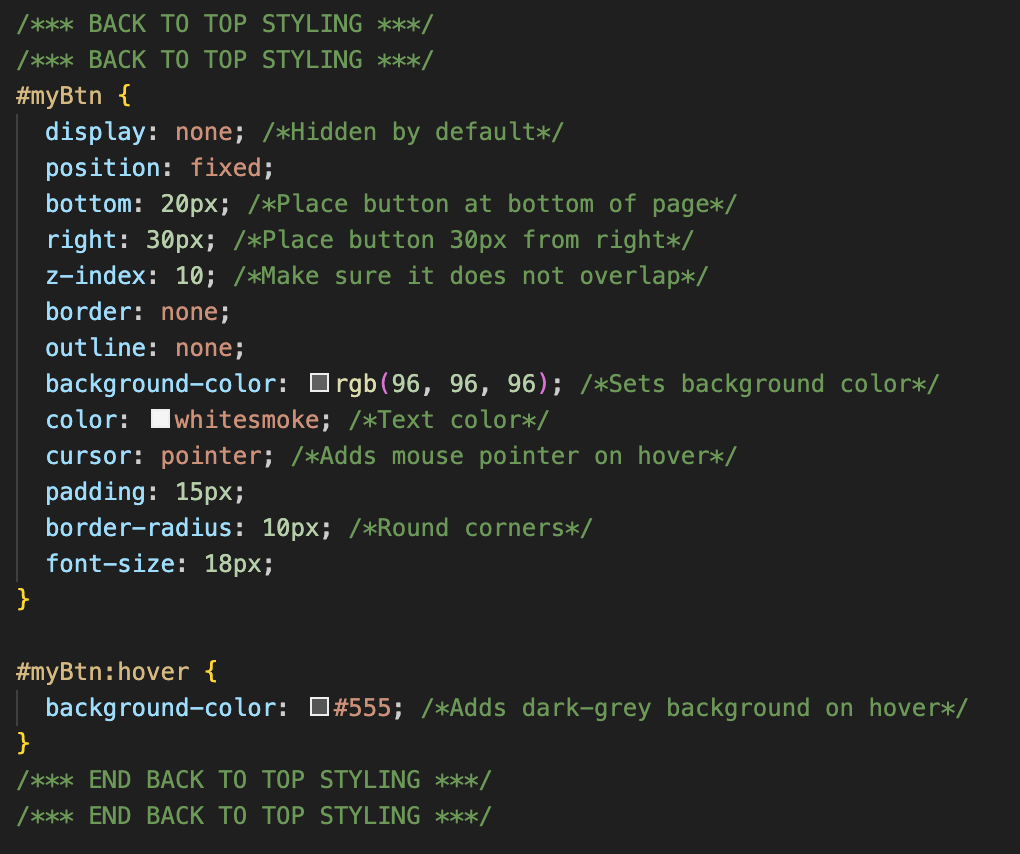 /*** BACK TO TOP STYLING ***/
/*** BACK TO TOP STYLING ***/
#myBtn {
  display: none; /*Hidden by default*/
  position: fixed;
  bottom: 20px; /*Place button at bottom of page*/
  right: 30px; /*Place button 30px from right*/
  z-index: 10; /*Make sure it does not overlap*/
  border: none;
  outline: none;
  background-color: rgb(96, 96, 96); /*Sets background color*/
  color: whitesmoke; /*Text color*/
  cursor: pointer; /*Adds mouse pointer on hover*/
  padding: 15px;
  border-radius: 10px; /*Round corners*/
  font-size: 18px;
}

#myBtn:hover {
  background-color: #555; /*Adds dark-grey background on hover*/
}
/*** END BACK TO TOP STYLING ***/
/*** END BACK TO TOP STYLING ***/